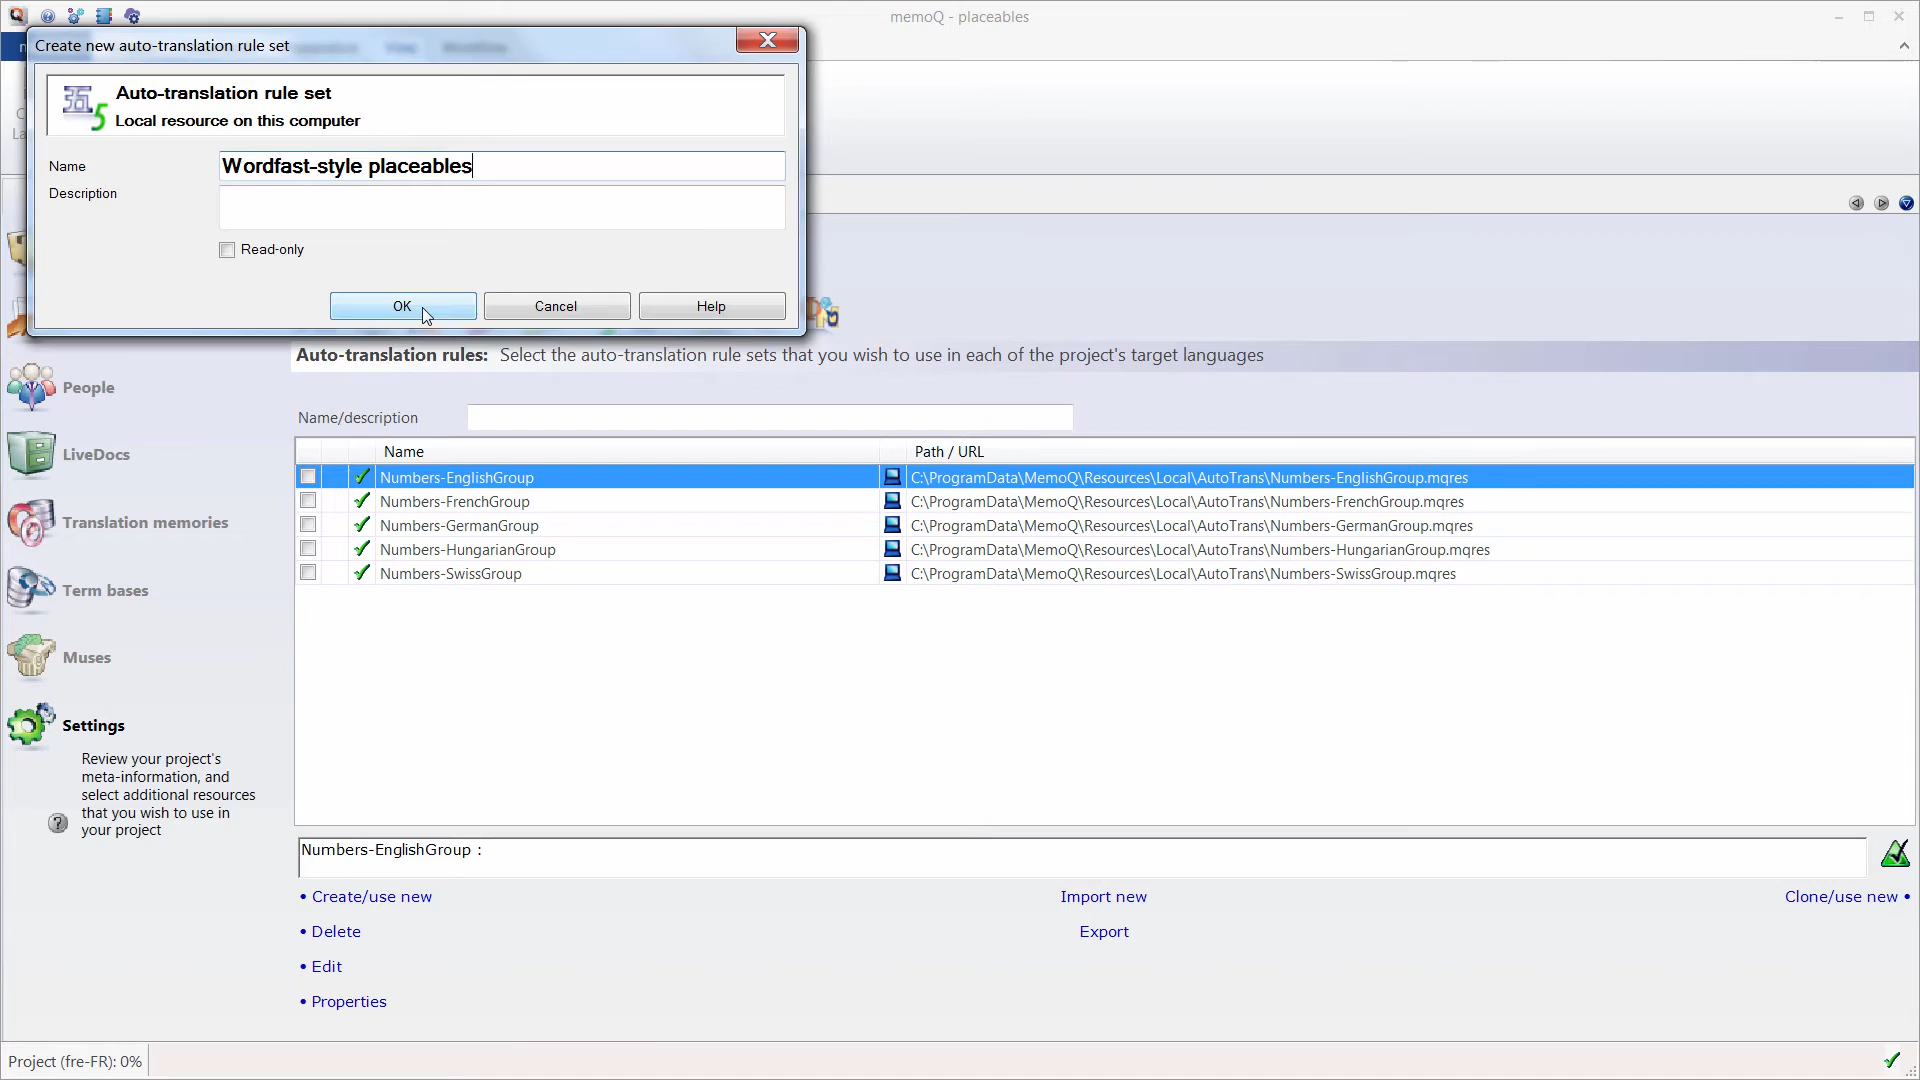 memoQ - placeables
Create new auto-translation rule set
View
Auto-translation rule set
Local resource on this computer
Name
Wordfast-style placeables
Description
Read-only
OK
Cancel
Help
Auto-translation rules: Select the auto-translation rule sets that you wish to use in each of the project's target languages
People
Name/description
Name
Path / URL
LiveDocs
Numbers-EnglishGroup
C:\ProgramData\MemoQ\Resources\Local\AutoTrans\Numbers-EnglishGroup.mqres
Numbers-FrenchGroup
C:\ProgramData\MemoQ\Resources\Local\AutoTrans\Numbers-FrenchGroup.mqres
Translation memories
Numbers-GermanGroup
C:\ProgramData\MemoQ\Resources\Local\AutoTrans\Numbers-GermanGroup.mqres
Numbers-HungarianGroup
C:\ProgramData\MemoQ\Resources\Local\AutoTrans\Numbers-HungarianGroup.mqres
Numbers-SwissGroup
C:\ProgramData\MemoQ\Resources\Local\AutoTrans\Numbers-SwissGroup.mqres
Term bases
Muses
Settings
Review your project's
meta-information, and
select additional resources
that you wish to use in
your project
Numbers-EnglishGroup :
• Create/use new
Import new
Clone/use new •
• Delete
Export
• Edit
• Properties
Project (fre-FR): 0%